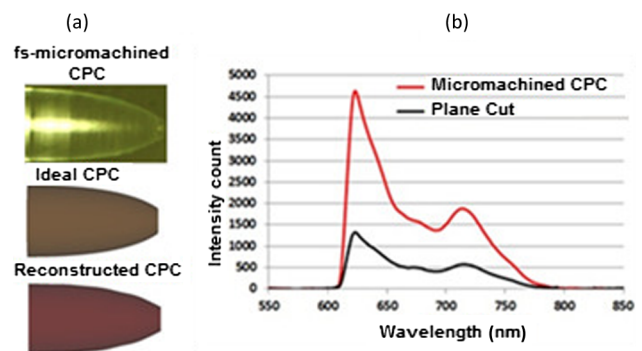 (a)
fs-micromachined
CPC
Ideal CPC
Reconstructed CPC
(b)
5000
4500
4000
3500
3000
2500
2000
1500
1000
500
0
Intensity count
Micromachined CPC
Plane Cut
550 600 650 700 750 800 850
Wavelength (nm)